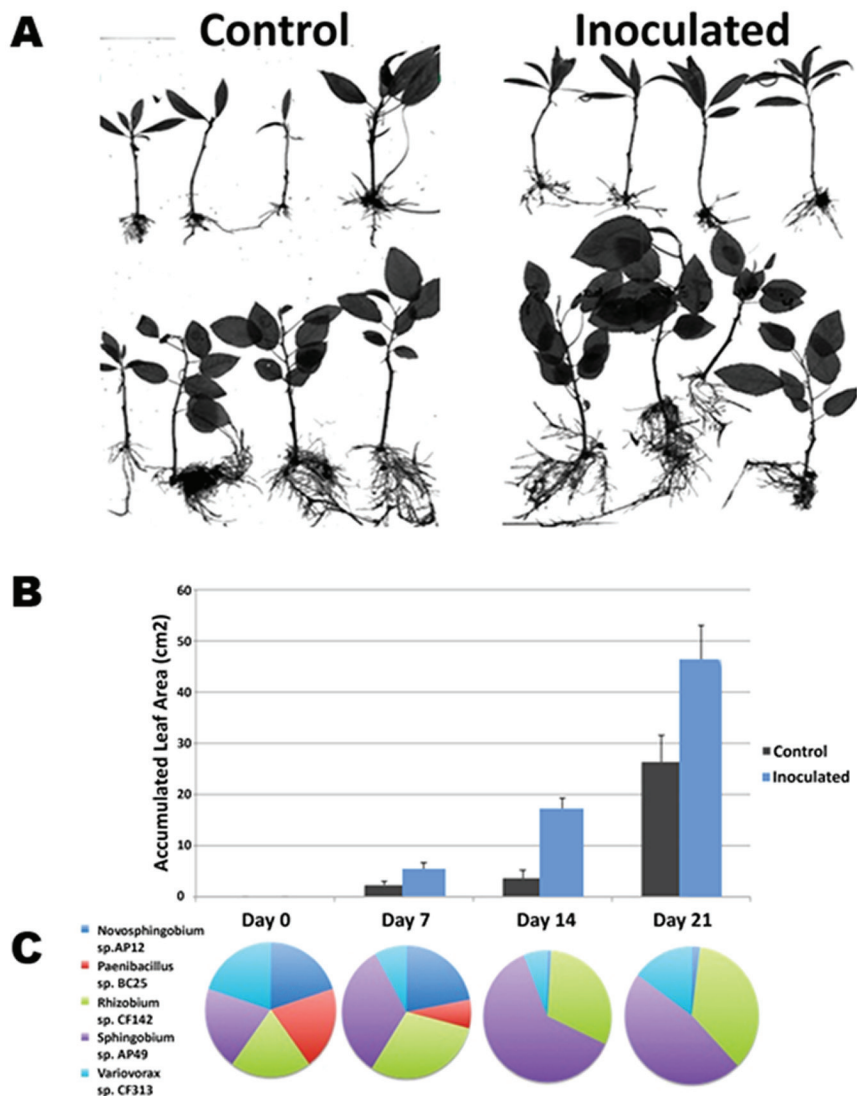 A
Control
Inoculated
B
Accumulated Leaf Area (cm2)
60
50
40
30
20
10
0
Control
Inoculated
Day 0
Day 7
Day 14
Day 21
C
Novosphingobium
sp.AP12
Paenibacillus
sp. BC25
Rhizobium
sp. CF142
Sphingobium
sp. AP49
Variovorax
sp. CF313